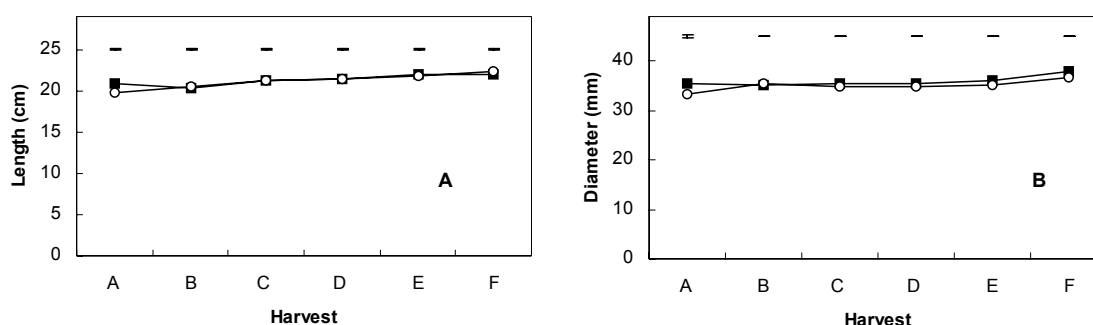 25
20
15
10
5
0
Length (cm)
A
A B C D E F
Harvest
40
30
20
10
0
Diameter (mm)
B
A B C D E F
Harvest